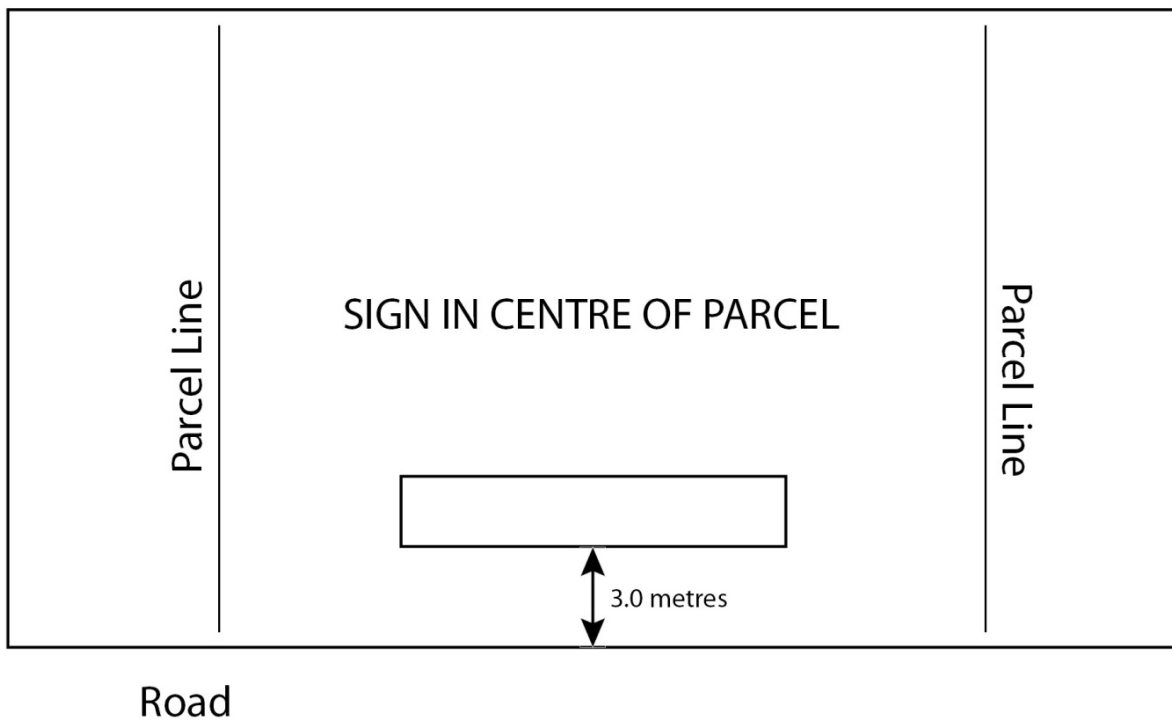 Parcel Line
SIGN IN CENTRE OF PARCEL
Parcel Line
3.0 metres
Road